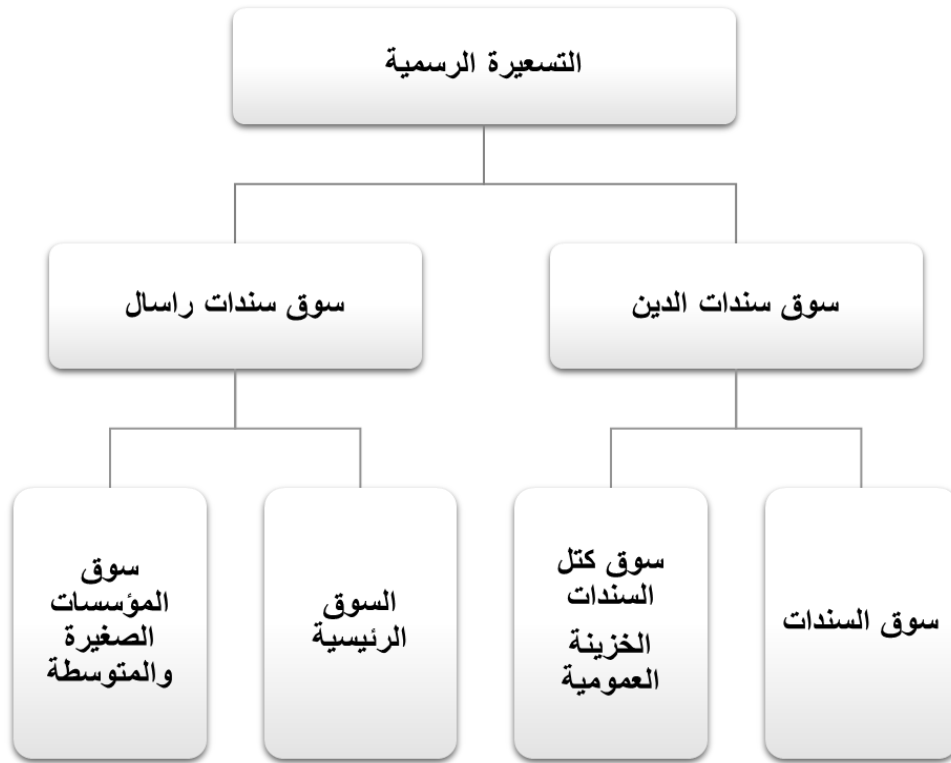 التسعيرة الرسمية
سوق سندات الدين
سوق سندات راسال
سوق السندات
سوق كتل
السندات
الخزينة
العمومية
السوق
الرئيسية
سوق
المؤسسات
الصغيرة
والمتوسطة